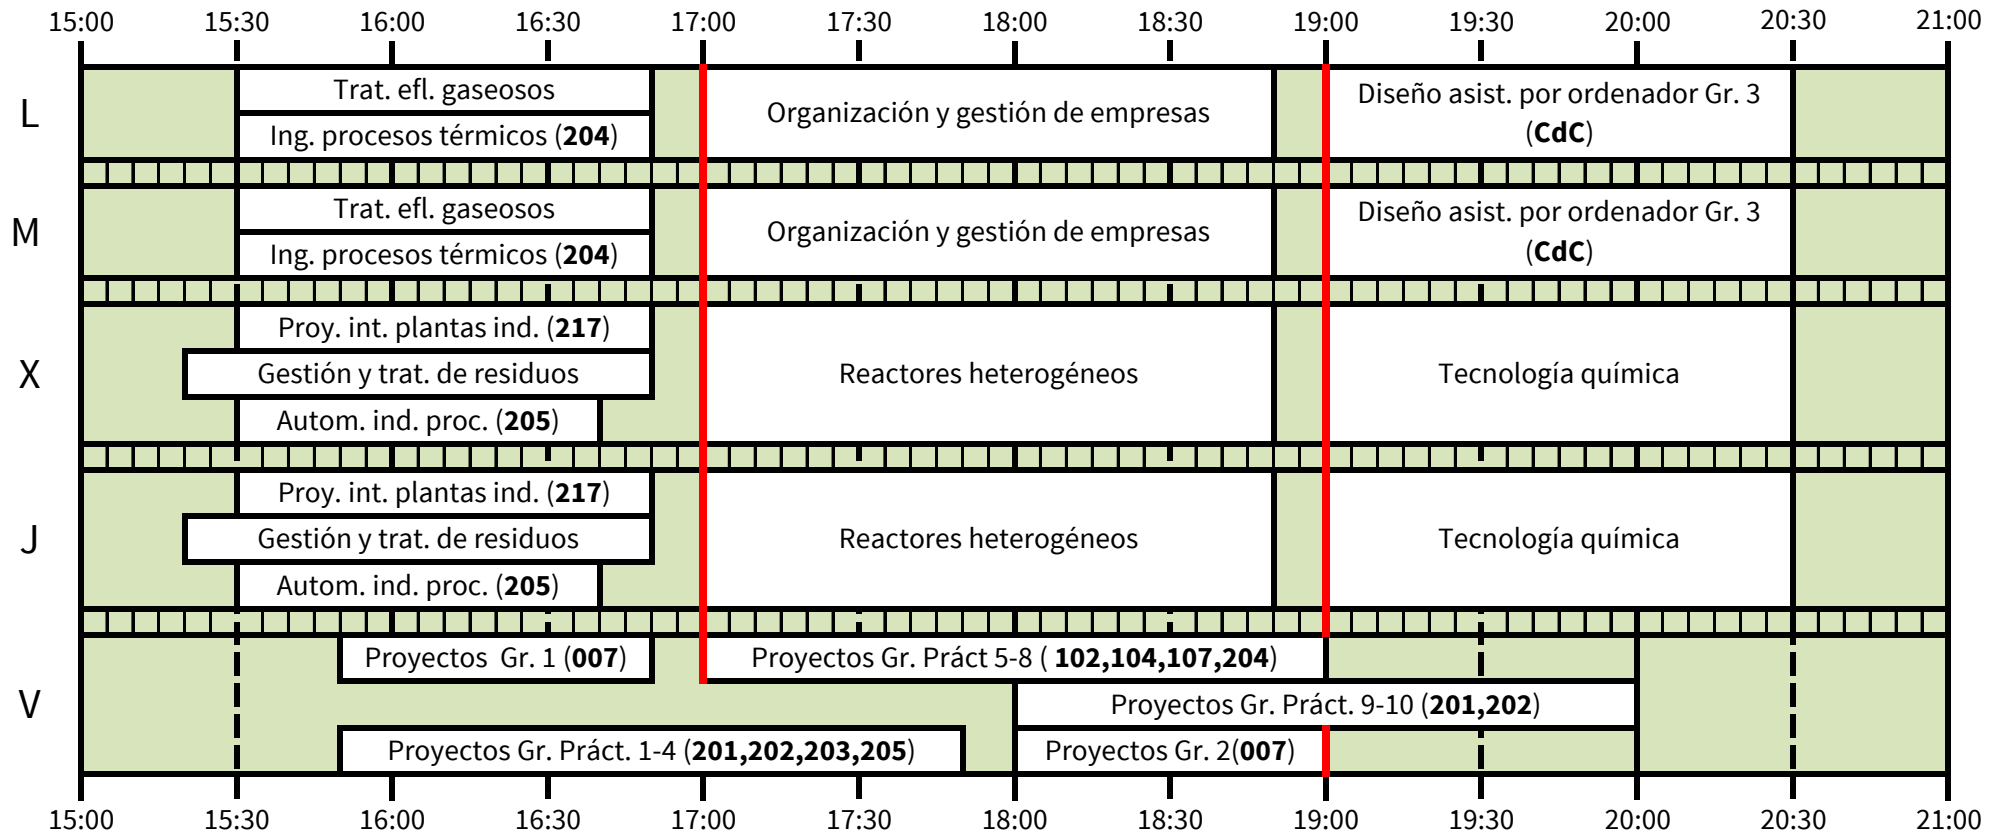 15:00 15:30 16:00 16:30 17:00 17:30 18:00 18:30 19:00 19:30 20:00 20:30 21:00
L
Trat. efl. gaseosos
Ing. procesos térmicos (204)
Organización y gestión de empresas
Diseño asist. por ordenador Gr. 3
(CdC)
M
Trat. efl. gaseosos
Ing. procesos térmicos (204)
Organización y gestión de empresas
Diseño asist. por ordenador Gr. 3
(CdC)
X
Proy. int. plantas ind. (217)
Gestión y trat. de residuos
Autom. ind. proc. (205)
Reactores heterogéneos
Tecnología química
J
Proy. int. plantas ind. (217)
Gestión y trat. de residuos
Autom. ind. proc. (205)
Reactores heterogéneos
Tecnología química
V
Proyectos Gr. 1 (007)
Proyectos Gr. Práct 5-8 ( 102,104,107,204)
Proyectos Gr. Práct. 9-10 (201,202)
Proyectos Gr. Práct. 1-4 (201,202,203,205)
Proyectos Gr. 2(007)
15:00 15:30 16:00 16:30 17:00 17:30 18:00 18:30 19:00 19:30 20:00 20:30 21:00